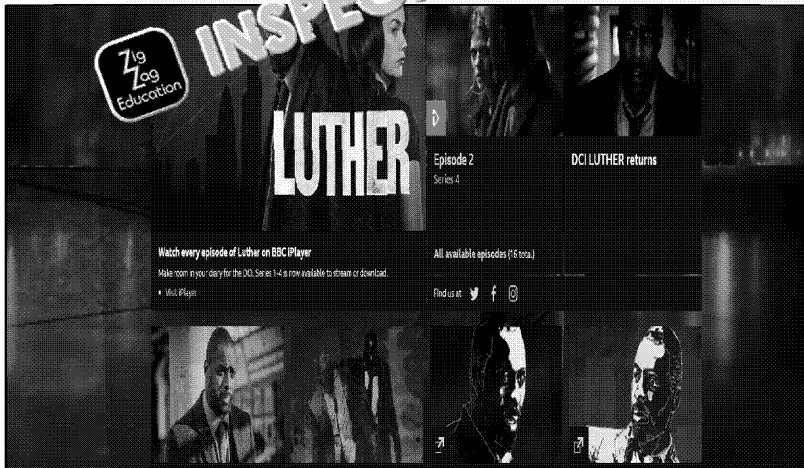 Zig
Zag
Education
INSPEC
LUTHER
Episode 2
Series 4
DCI LUTHER returns
Watch every episode of Luther on BBC iPlayer
Make room in your diary for the DCI. Series 1-4 is now available to stream or download.
• Visit iPlayer
All available episodes (16 total)
Find us at